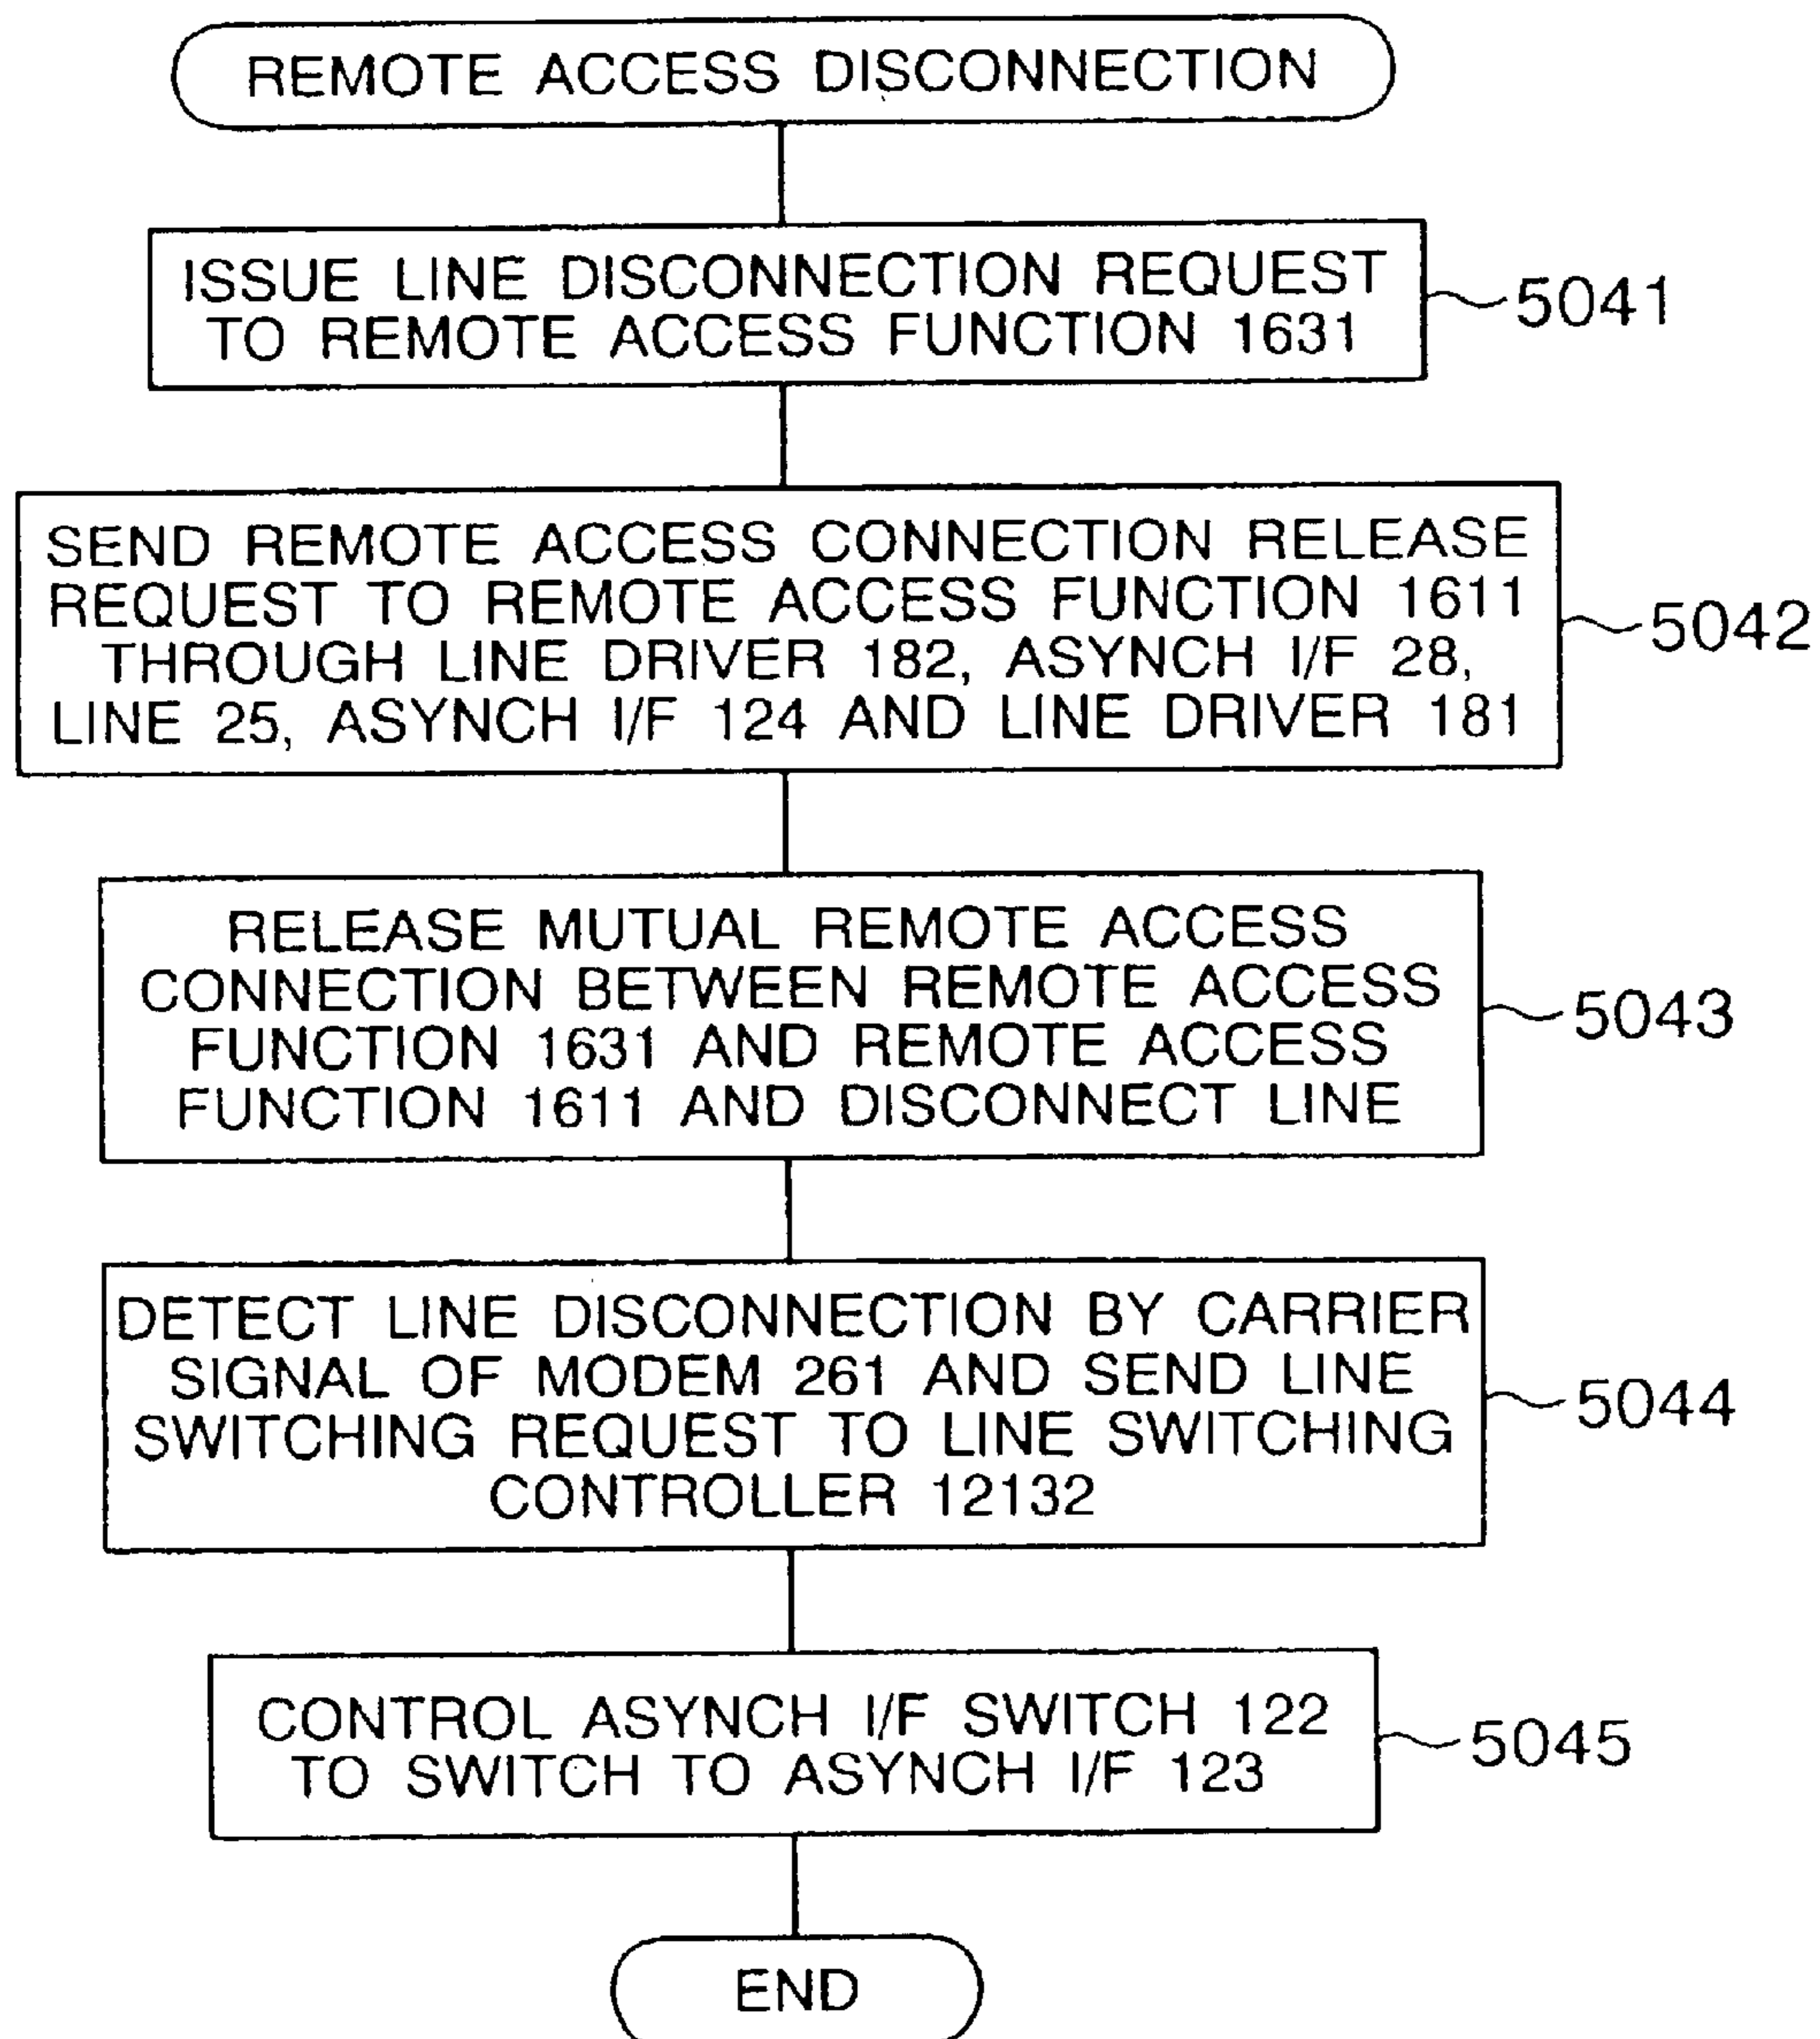 REMOTE ACCESS DISCONNECTION
ISSUE LINE DISCONNECTION REQUEST
TO REMOTE ACCESS FUNCTION 1631
5041
SEND REMOTE ACCESS CONNECTION RELEASE
REQUEST TO REMOTE ACCESS FUNCTION 1611
THROUGH LINE DRIVER 182, ASYNCH I/F 28,
LINE 25, ASYNCH I/F 124 AND LINE DRIVER 181
5042
RELEASE MUTUAL REMOTE ACCESS
CONNECTION BETWEEN REMOTE ACCESS
FUNCTION 1631 AND REMOTE ACCESS
FUNCTION 1611 AND DISCONNECT LINE
5043
DETECT LINE DISCONNECTION BY CARRIER
SIGNAL OF MODEM 261 AND SEND LINE
SWITCHING REQUEST TO LINE SWITCHING
CONTROLLER 12132
5044
CONTROL ASYNCH I/F SWITCH 122
TO SWITCH TO ASYNCH I/F 123
5045
END